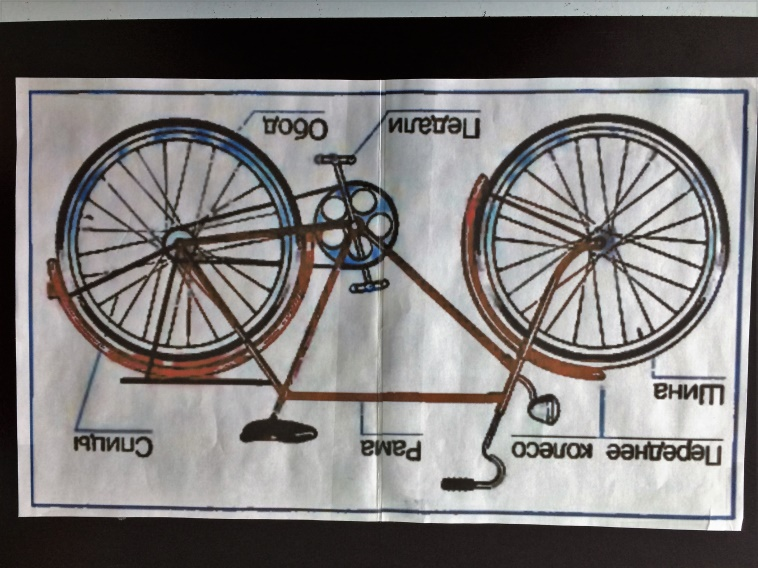 Переднее колесо
Рама
Спицы
Шина
Педали
Обод